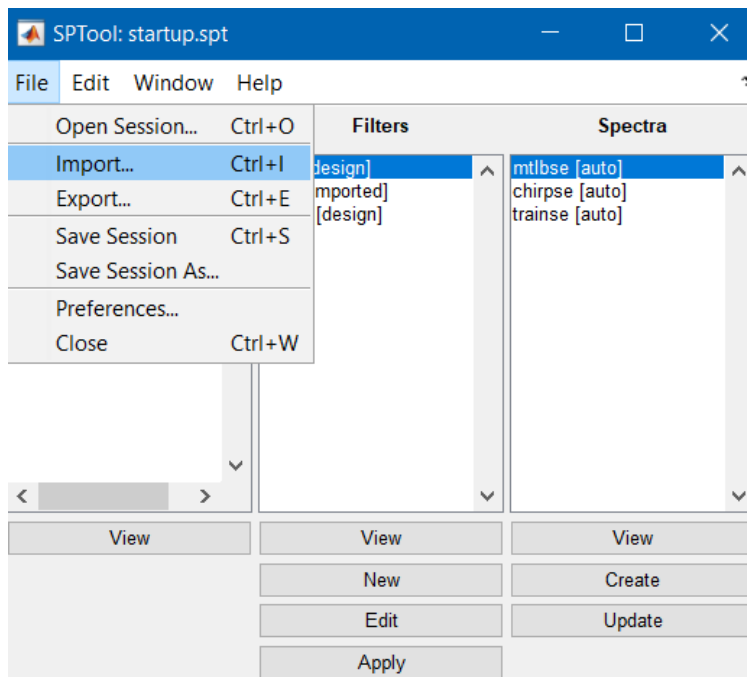 SPTool: startup.spt
File Edit Window Help
Open Session... Ctrl+O
Import... Ctrl+I
Export... Ctrl+E
Save Session Ctrl+S
Save Session As...
Preferences...
Close Ctrl+W
Filters
design]
mported]
[design]
View
New
Edit
Apply
Spectra
mtlbse [auto]
chirpse [auto]
trainse [auto]
View
Create
Update
View